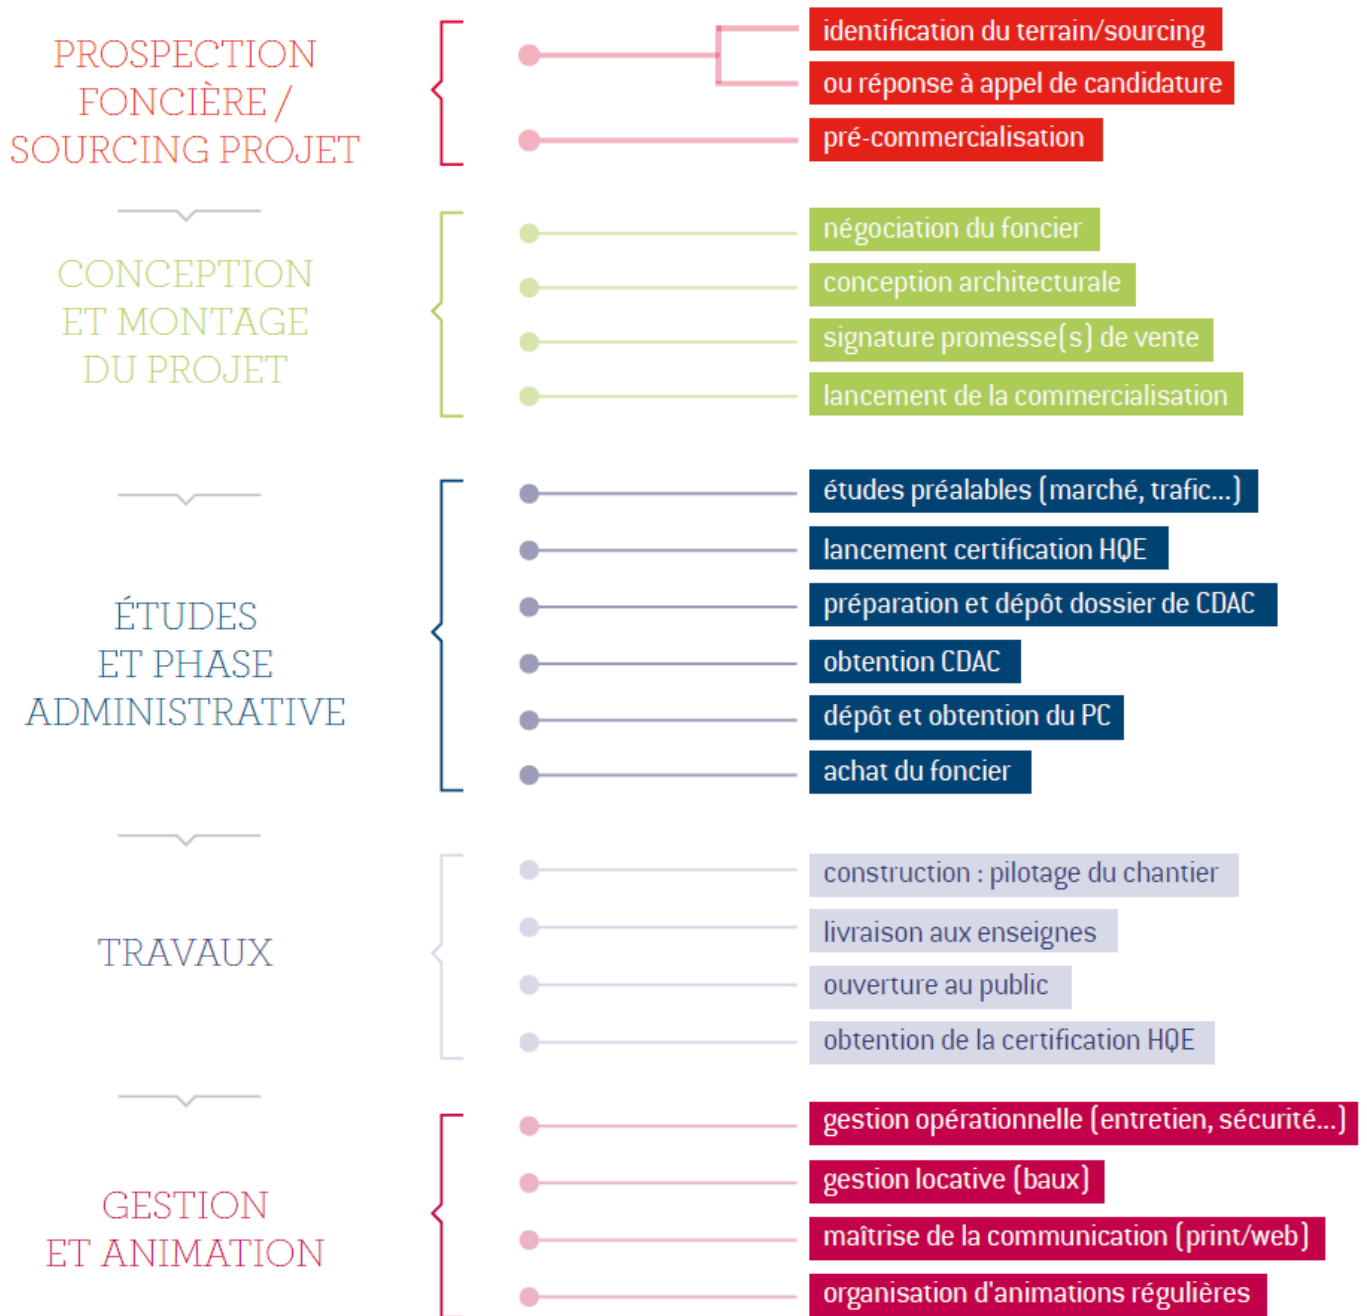 PROSPECTION
FONCIÈRE /
SOURCING PROJET
identification du terrain/sourcing
ou réponse à appel de candidature
pré-commercialisation
CONCEPTION
ET MONTAGE
DU PROJET
négociation du foncier
conception architecturale
signature promesse(s) de vente
lancement de la commercialisation
ÉTUDES
ET PHASE
ADMINISTRATIVE
études préalables (marché, trafic...)
lancement certification HQE
préparation et dépôt dossier de CDAC
obtention CDAC
dépôt et obtention du PC
achat du foncier
TRAVAUX
construction : pilotage du chantier
livraison aux enseignes
ouverture au public
obtention de la certification HQE
GESTION
ET ANIMATION
gestion opérationnelle (entretien, sécurité...)
gestion locative (baux)
maîtrise de la communication (print/web)
organisation d'animations régulières